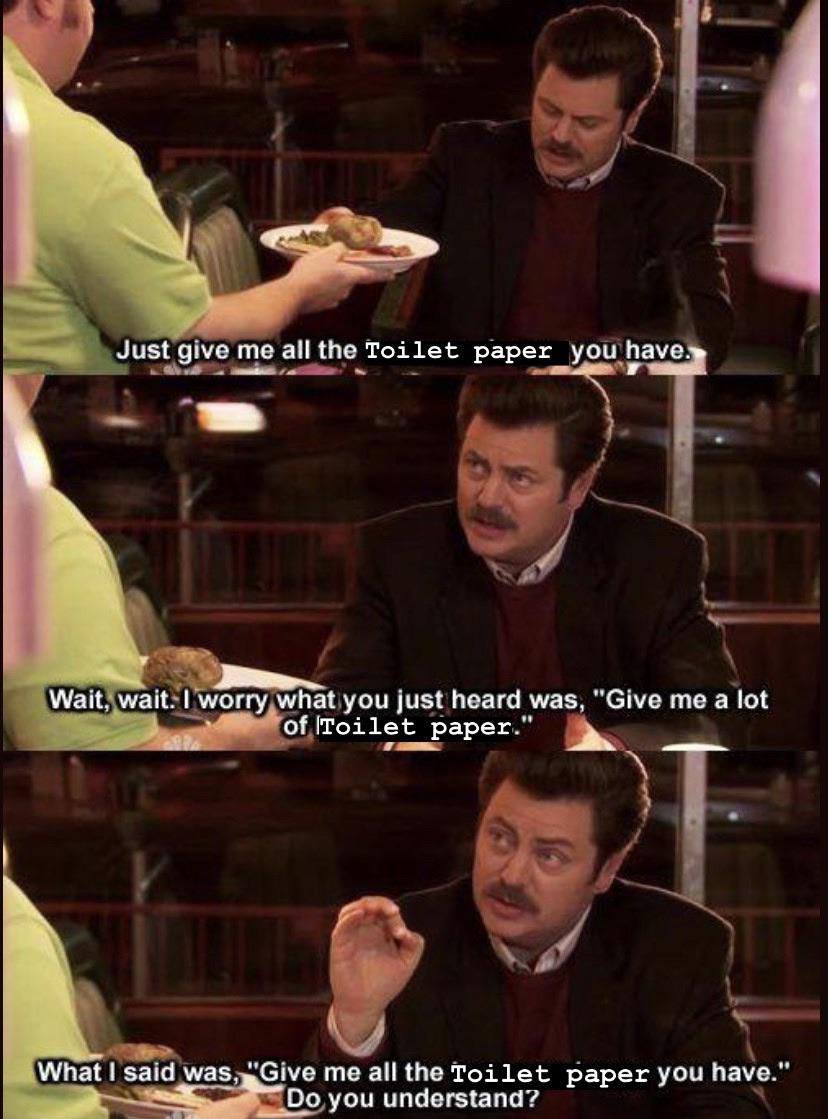 Just give me all the Toilet paper you have.
Wait, wait. I worry what you just heard was, "Give me a lot
of Toilet paper."
What I said was, "Give me all the Toilet paper you have."
Do you understand?